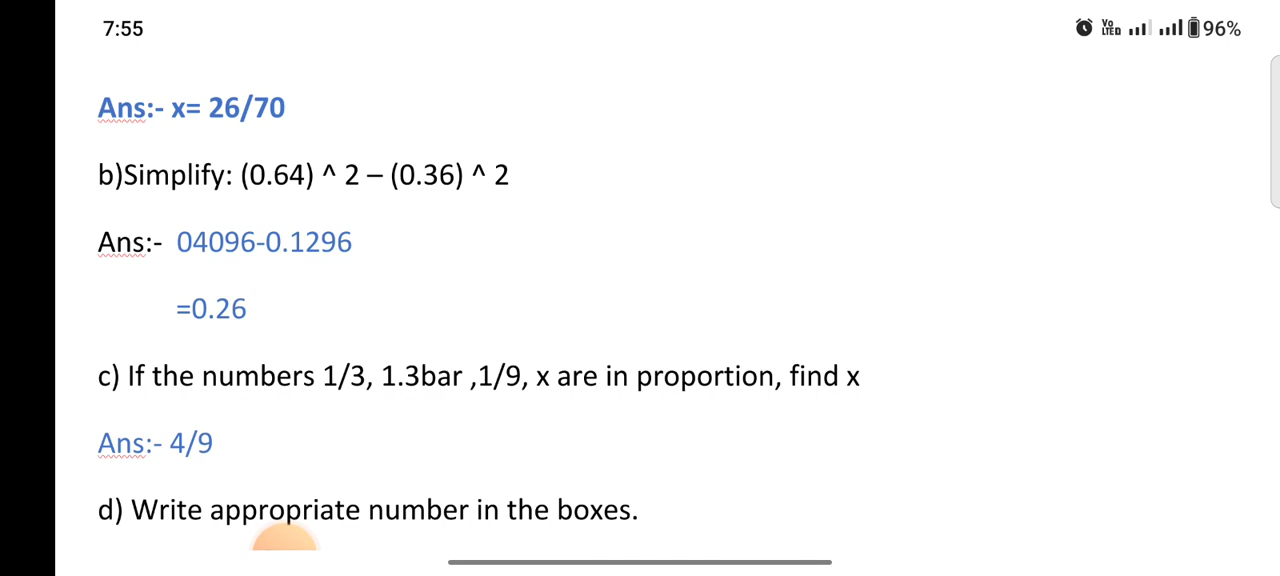 7:55
Vo
LTED
96%
Ans:- x= 26/70
b)Simplify: (0.64) ^ 2 – (0.36) ^ 2
Ans:- 04096-0.1296
=0.26
c) If the numbers 1/3, 1.3bar ,1/9, x are in proportion, find x
Ans:- 4/9
d) Write appropriate number in the boxes.